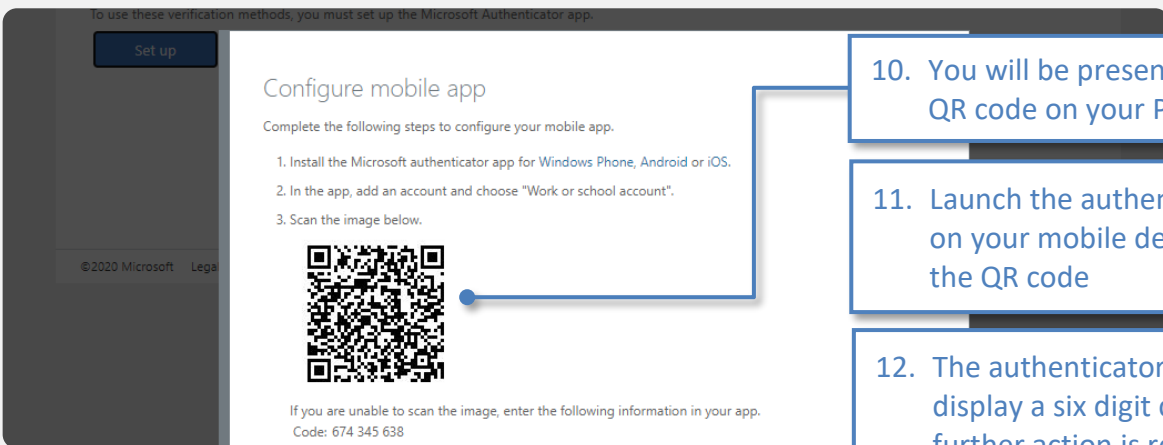 To use these verification methods, you must set up the Microsoft Authenticator app.
Set up
Configure mobile app
Complete the following steps to configure your mobile app.
1. Install the Microsoft authenticator app for Windows Phone, Android or iOS.
2. In the app, add an account and choose "Work or school account".
3. Scan the image below.
If you are unable to scan the image, enter the following information in your app.
Code: 674 345 638
©2020 Microsoft Legal
10. You will be presen
QR code on your P
11. Launch the authen
on your mobile de
the QR code
12. The authenticator
display a six digit
further action is